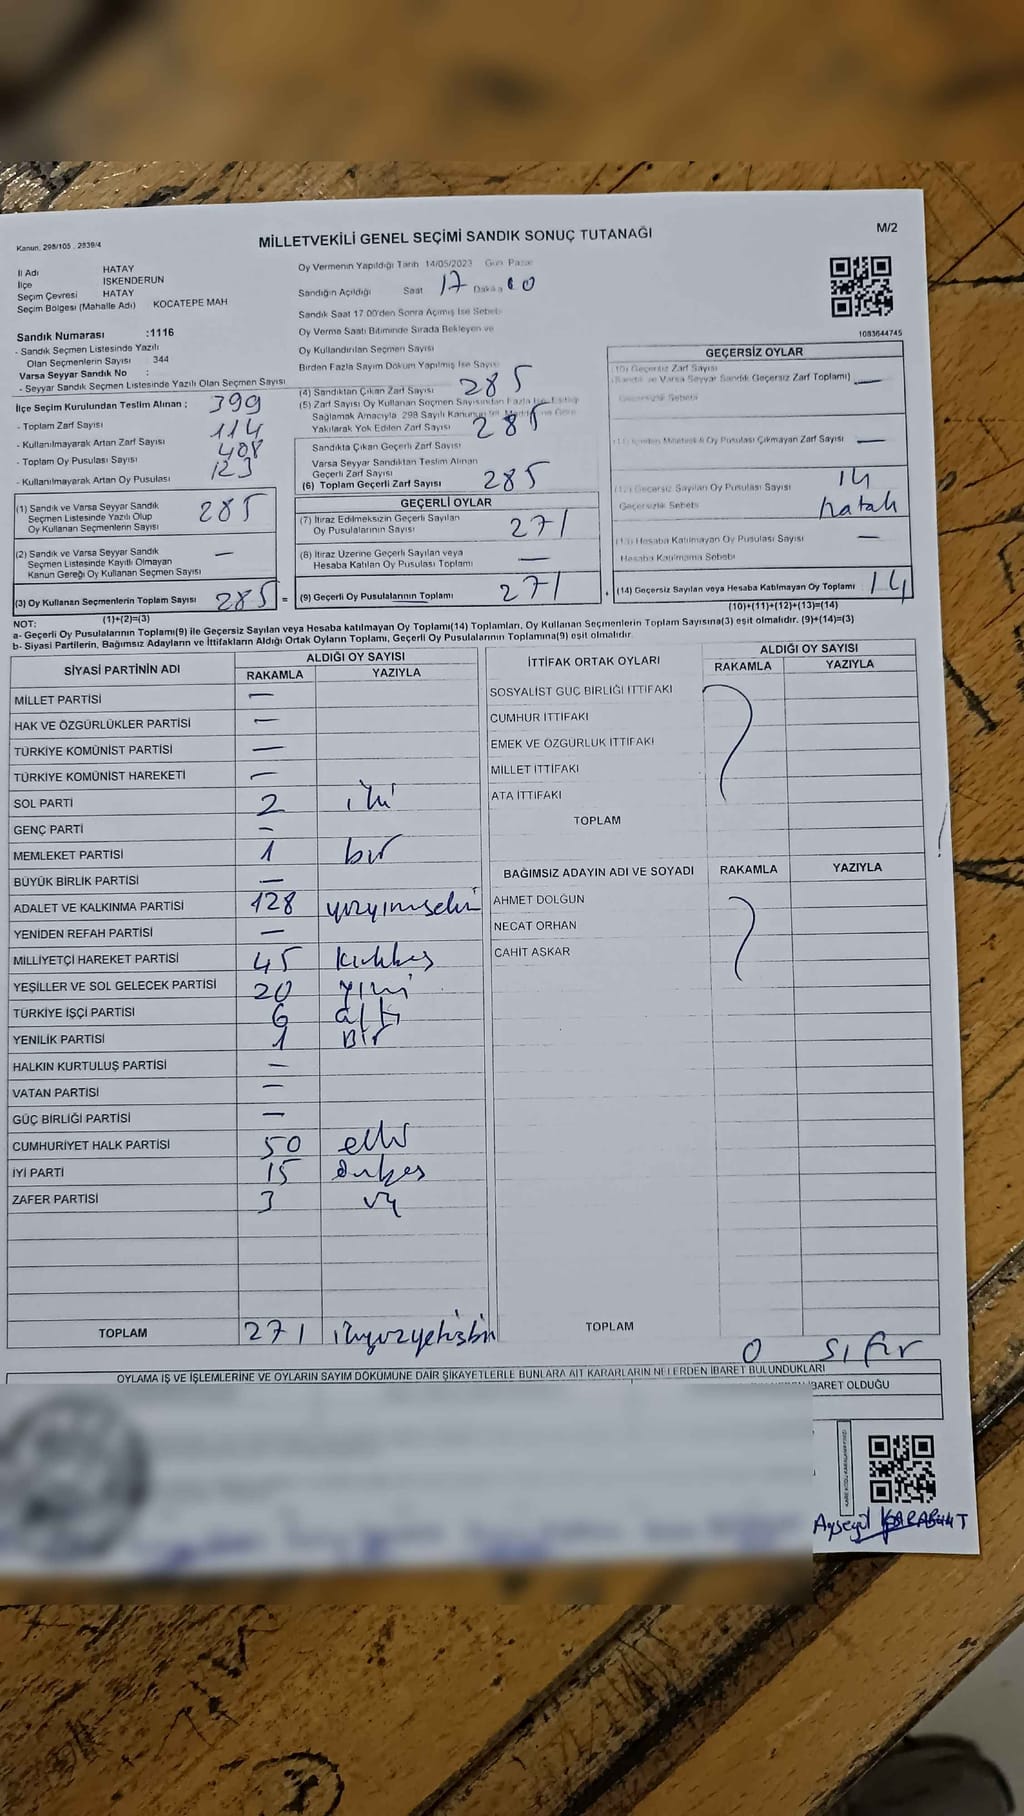 Kanun, 298/105 , 2839/4
MİLLETVEKİLİ GENEL SEÇİMİ SANDIK SONUÇ TUTANAĞI
M/2
İl Adı HATAY
İlçe İSKENDERUN
Seçim Çevresi HATAY
Seçim Bölgesi (Mahalle Adı) KOCATEPE MAH
Sandık Numarası :1116
- Sandık Seçmen Listesinde Yazılı
Olan Seçmenlerin Sayısı : 344
Varsa Seyyar Sandık No :
- Seyyar Sandık Seçmen Listesinde Yazılı Olan Seçmen Sayısı
İlçe Seçim Kurulundan Teslim Alınan : 399
- Toplam Zarf Sayısı
- Kullanılmayarak Artan Zarf Sayısı 114
- Toplam Oy Pusulası Sayısı 408
- Kullanılmayarak Artan Oy Pusulası 123
(1) Sandık ve Varsa Seyyar Sandık
Seçmen Listesinde Yazılı Olup
Oy Kullanan Seçmenlerin Sayısı 285
(2) Sandık ve Varsa Seyyar Sandık
Seçmen Listesinde Kayıtlı Olmayan
Kanun Gereği Oy Kullanan Seçmen Sayısı —
(3) Oy Kullanan Seçmenlerin Toplam Sayısı 285 =
(1)+(2)=(3)
Oy Vermenin Yapıldığı Tarih 14/05/2023 Gün Pazar
Sandığın Açıldığı Saat 17 Dakika 00
Sandık Saat 17.00'den Sonra Açımış İse Sebebi
Oy Verme Saati Bitiminde Sırada Bekleyen ve
Oy Kullandırılan Seçmen Sayısı
Birden Fazla Sayım Döküm Yapılmış İse Sayısı
(4) Sandıktan Çıkan Zarf Sayısı 285
(5) Zarf Sayısı Oy Kullanan Seçmen Sayısından Fazla İse Eşitliği
Sağlamak Amacıyla 298 Sayılı Kanunun
Yakılarak Yok Edilen Zarf Sayısı
Sandıkta Çıkan Geçerli Zarf Sayısı 285
Varsa Seyyar Sandıktan Teslim Alınan
Geçerli Zarf Sayısı
(6) Toplam Geçerli Zarf Sayısı 285
GEÇERLİ OYLAR
(7) İtiraz Edilmeksizin Geçerli Sayılan
Oy Pusulalarının Sayısı 271
(8) İtiraz Üzerine Geçerli Sayılan veya
Hesaba Katılan Oy Pusulası Toplamı —
(9) Geçerli Oy Pusulalarının Toplamı 271 +
1083644745
GEÇERSİZ OYLAR
(10) Geçersiz Zarf Sayısı
(Sandık ve Varsa Seyyar Sandık Geçersiz Zarf Toplamı) —
Geçersizlik Sebebi
Oy Pusulası Çıkmayan Zarf Sayısı —
(12) Geçersiz Sayılan Oy Pusulası Sayısı 14
Geçersizlik Sebebi hatalı
(13) Hesaba Katılmayan Oy Pusulası Sayısı —
Hesaba Katılmama Sebebi
(14) Geçersiz Sayılan veya Hesaba Katılmayan Oy Toplamı 14
(10)+(11)+(12)+(13)=(14)
NOT:
a- Geçerli Oy Pusulalarının Toplamı(9) ile Geçersiz Sayılan veya Hesaba katılmayan Oy Toplamı(14) Toplamları, Oy Kullanan Seçmenlerin Toplam Sayısına(3) eşit olmalıdır. (9)+(14)=(3)
b- Siyasi Partilerin, Bağımsız Adayların ve İttifakların Aldığı Ortak Oyların Toplamı, Geçerli Oy Pusulalarının Toplamına(9) eşit olmalıdır.
SİYASİ PARTİNİN ADI ALDIĞI OY SAYISI
RAKAMLA YAZIYLA
MİLLET PARTİSİ —
HAK VE ÖZGÜRLÜKLER PARTİSİ —
TÜRKİYE KOMÜNİST PARTİSİ —
TÜRKİYE KOMÜNİST HAREKETİ —
SOL PARTİ 2 iki
GENÇ PARTİ —
MEMLEKET PARTİSİ 1 bir
BÜYÜK BİRLİK PARTİSİ —
ADALET VE KALKINMA PARTİSİ 128 yüzyirmisekiz
YENİDEN REFAH PARTİSİ —
MİLLİYETÇİ HAREKET PARTİSİ 45 kırkbeş
YEŞİLLER VE SOL GELECEK PARTİSİ 20 yirmi
TÜRKİYE İŞÇİ PARTİSİ 6 altı
YENİLİK PARTİSİ 1 Bir
HALKIN KURTULUŞ PARTİSİ —
VATAN PARTİSİ —
GÜÇ BİRLİĞİ PARTİSİ —
CUMHURİYET HALK PARTİSİ 50 elli
İYİ PARTİ 15 onbeş
ZAFER PARTİSİ 3 üç
TOPLAM 271 ikiyüzyetmişbir
İTTİFAK ORTAK OYLARI ALDIĞI OY SAYISI
RAKAMLA YAZIYLA
SOSYALİST GÜÇ BİRLİĞİ İTTİFAKI
CUMHUR İTTİFAKI
EMEK VE ÖZGÜRLÜK İTTİFAKI
MİLLET İTTİFAKI
ATA İTTİFAKI
TOPLAM
BAĞIMSIZ ADAYIN ADI VE SOYADI RAKAMLA YAZIYLA
AHMET DOLGUN
NECAT ORHAN
CAHİT AŞKAR
TOPLAM 0 sıfır
OYLAMA İŞ VE İŞLEMLERİNE VE OYLARIN SAYIM DÖKÜMÜNE DAİR ŞİKAYETLERLE BUNLARA AİT KARARLARIN NELERDEN İBARET BULUNDUKLARI
İBARET OLDUĞU
Ayşegül KARABULUT